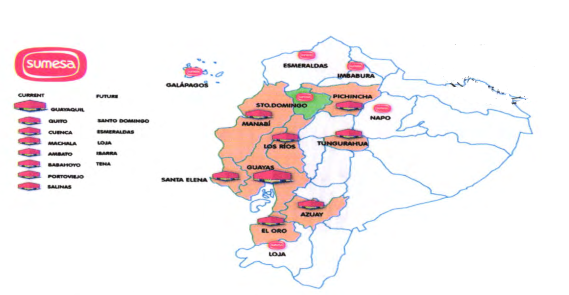 sumesa
CURRENT FUTURE
GUAYAQUIL
QUITO SANTO DOMINGO
CUENCA ESMERALDAS
MACHALA LOJA
AMBATO IBARRA
BABAHOYO TENA
PORTOVIEJO
SALINAS
ESMERALDAS
IMBABURA
GALÁPAGOS
STO.DOMINGO
PICHINCHA
MANABÍ
NAPO
LOS RÍOS
TUNGURAHUA
GUAYAS
SANTA ELENA
AZUAY
EL ORO
LOJA